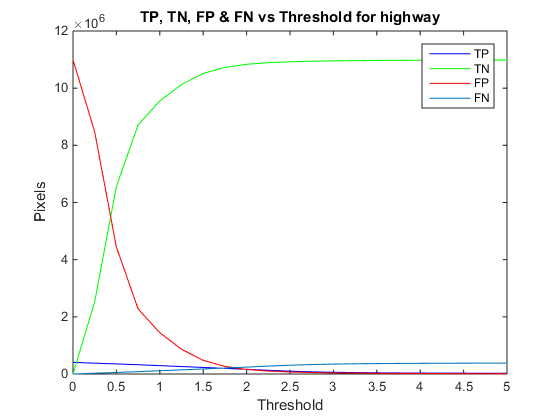 TP, TN, FP & FN vs Threshold for highway
×10^6
12
10
8
6
4
2
0
Pixels
TP
TN
FP
FN
0 0.5 1 1.5 2 2.5 3 3.5 4 4.5 5
Threshold